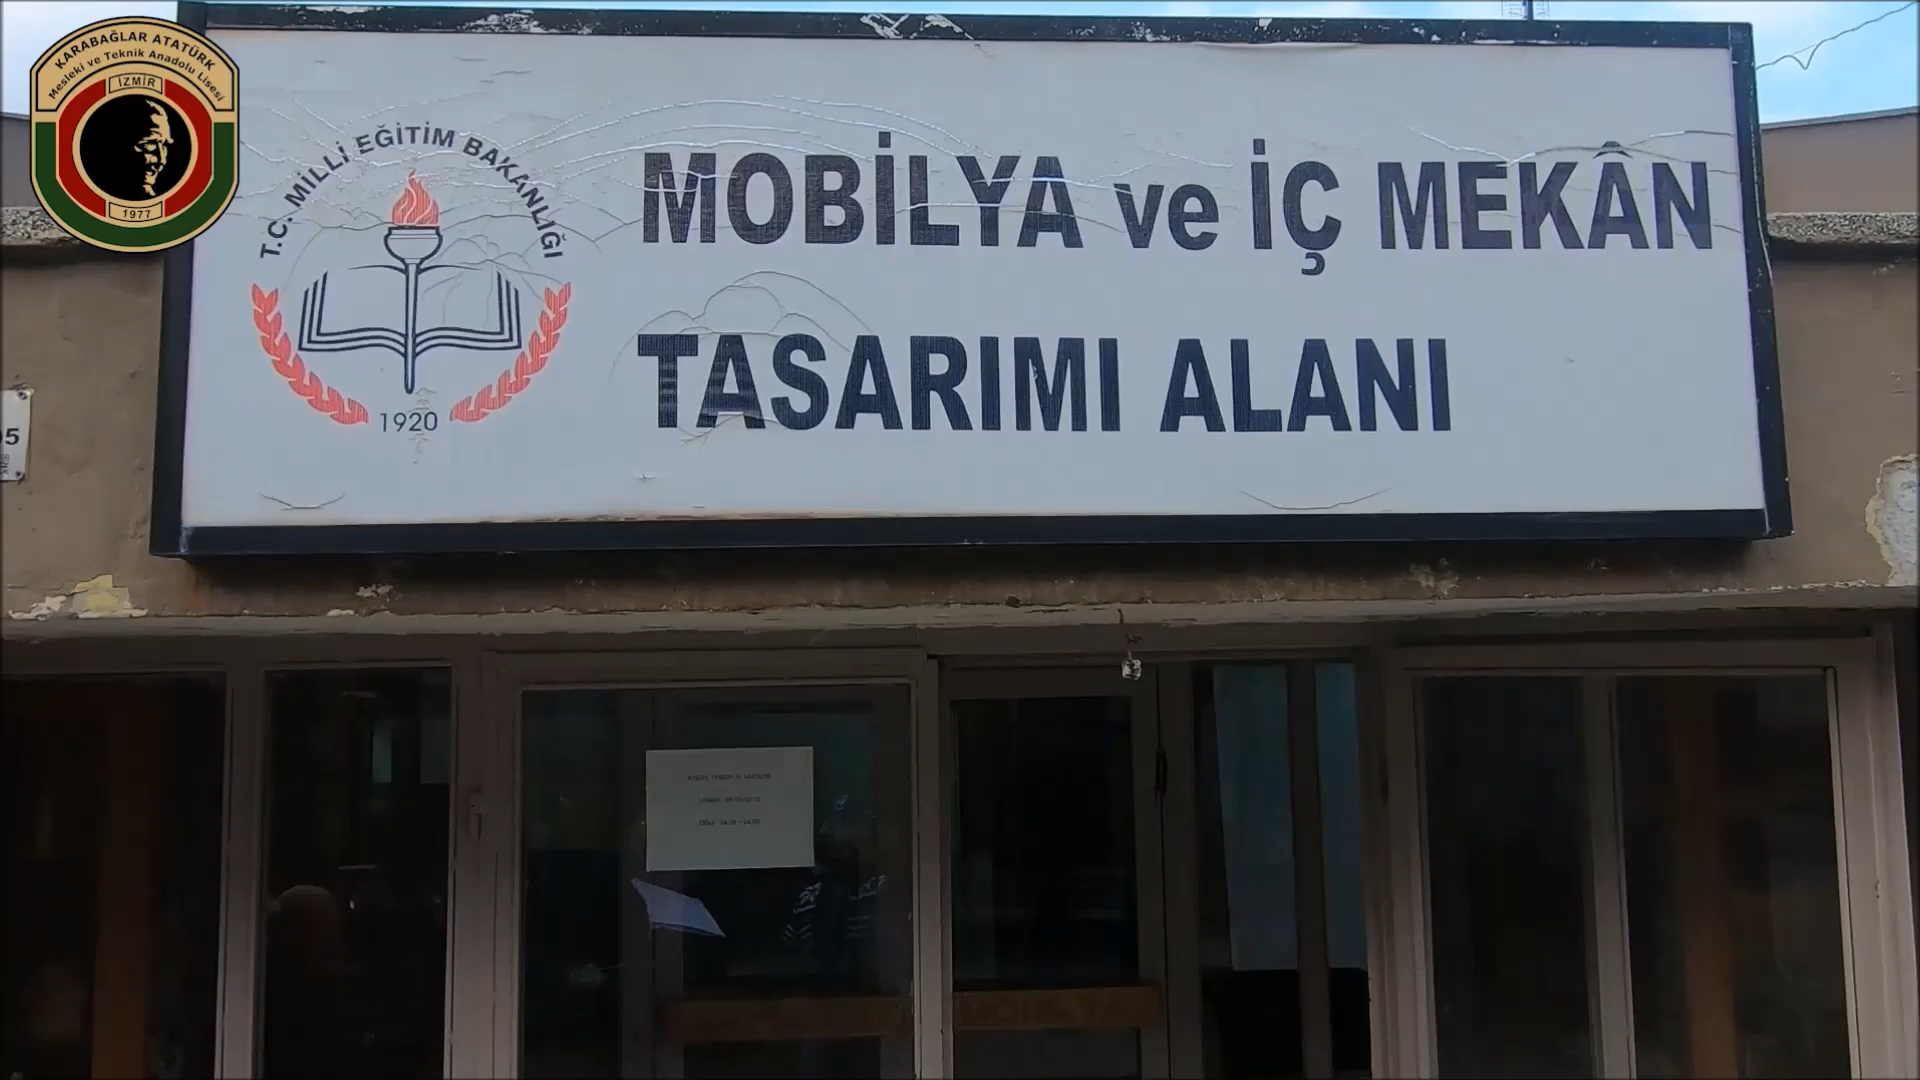 KARABAĞLAR ATATÜRK
Mesleki ve Teknik Anadolu Lisesi
İZMİR
1977
T.C. MİLLİ EĞİTİM BAKANLIĞI
1920
MOBİLYA ve İÇ MEKÂN
TASARIMI ALANI